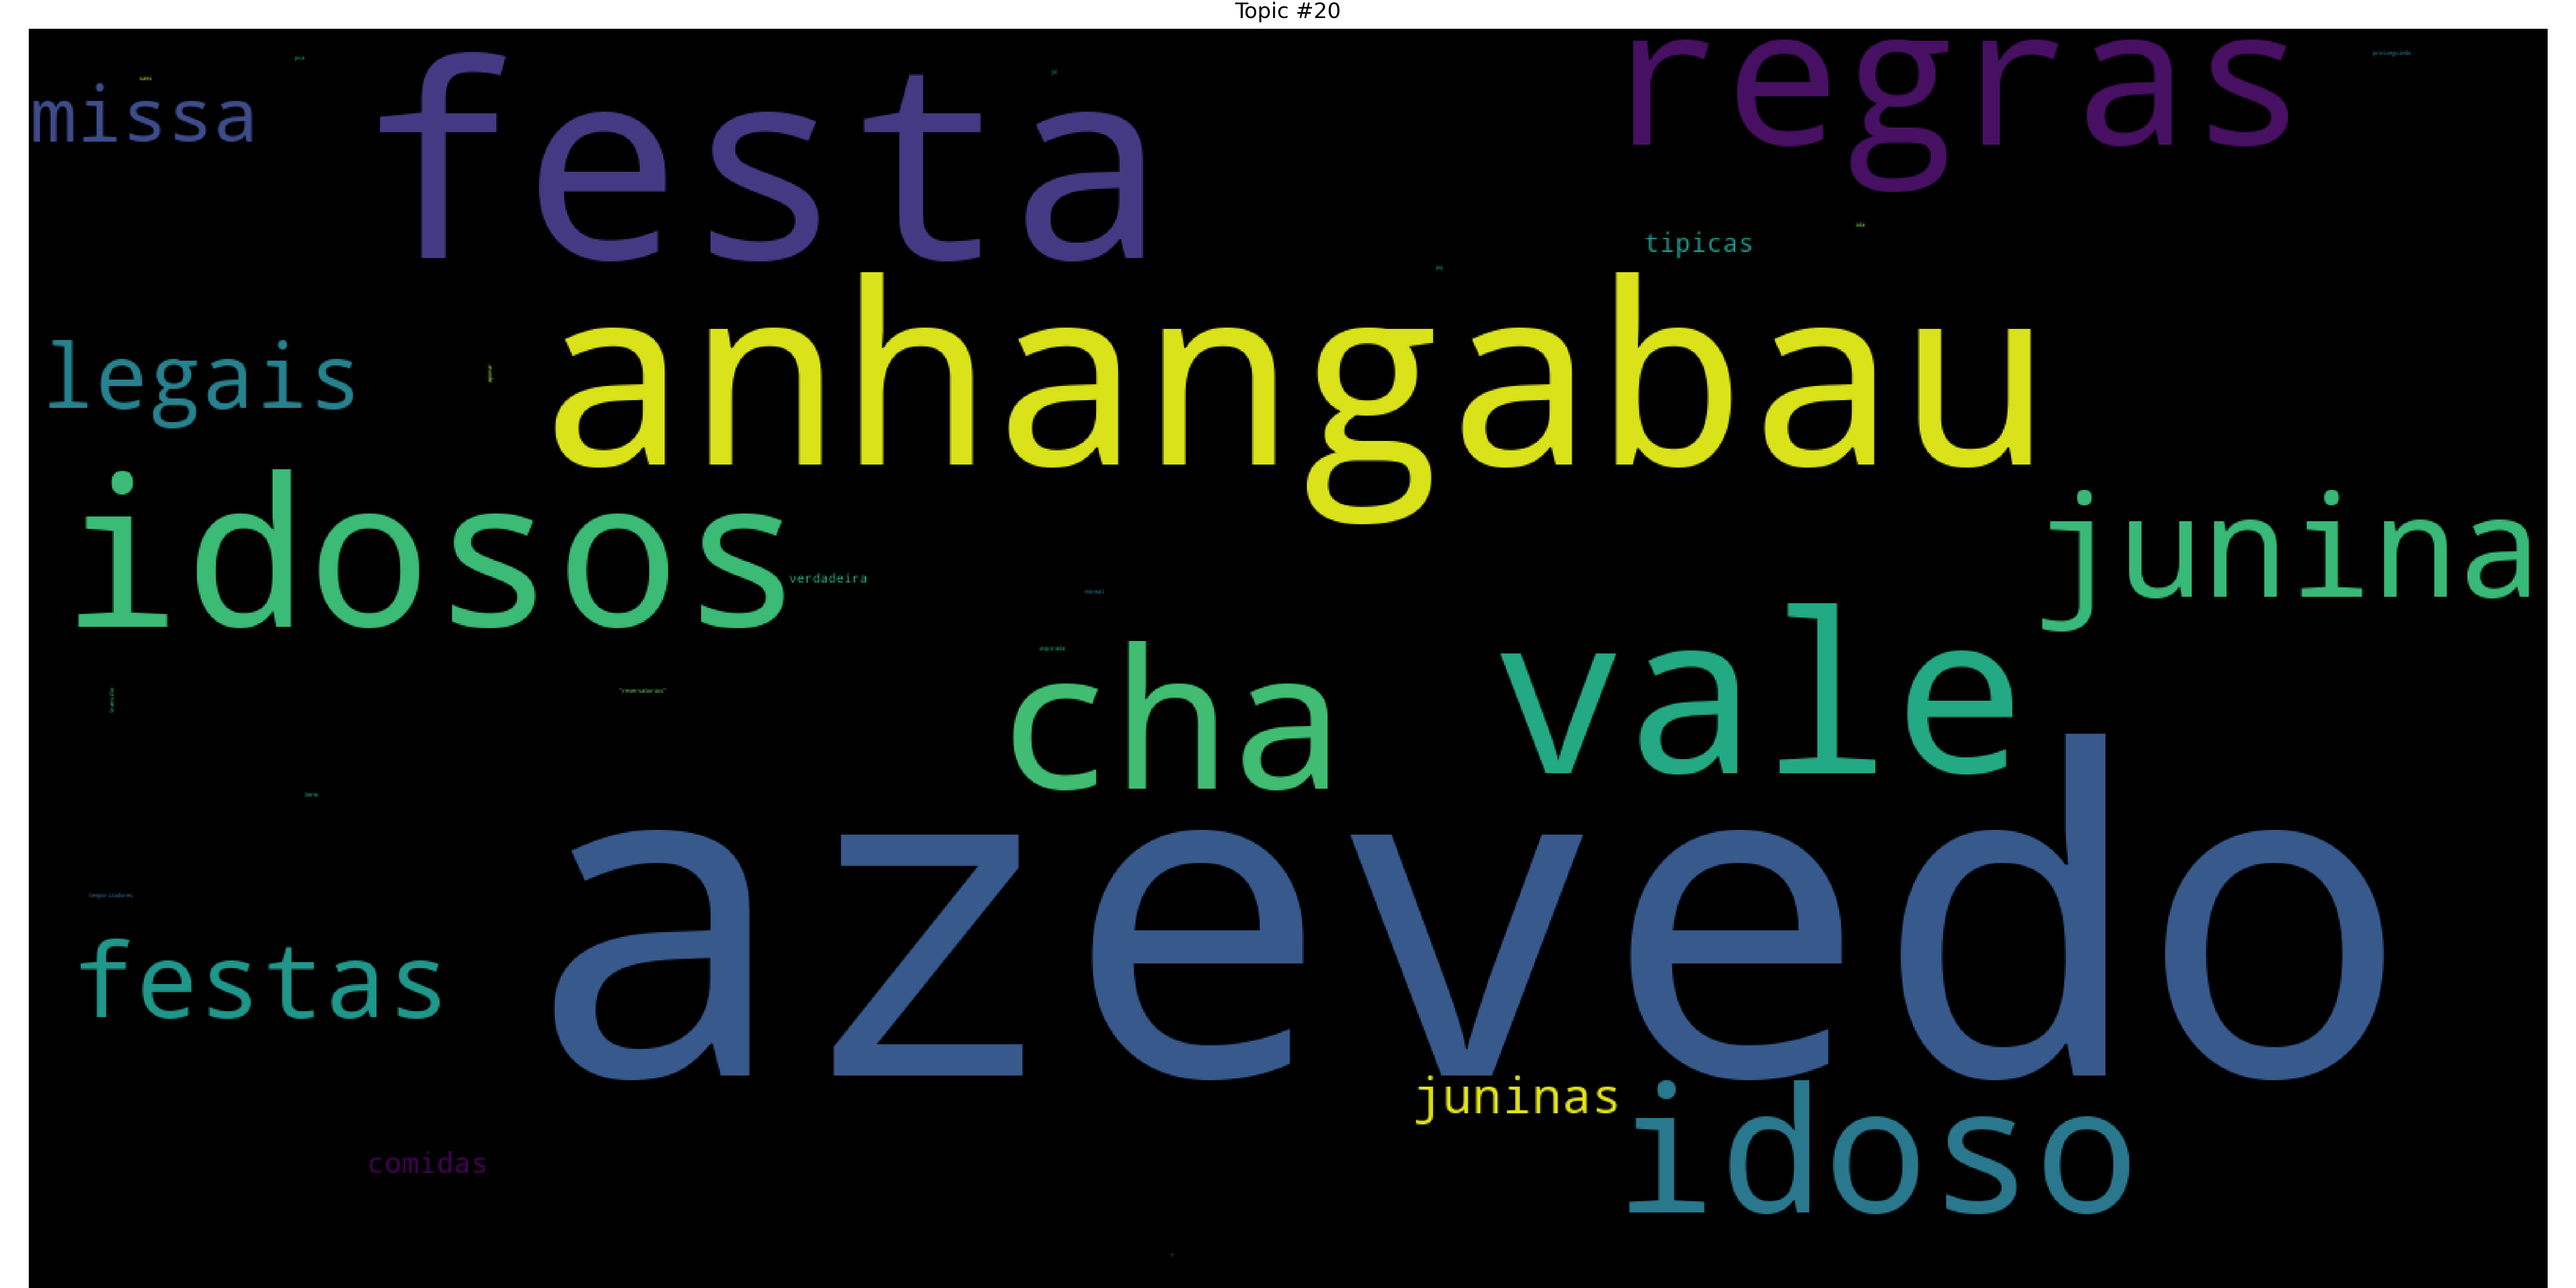 Topic #20
regras
festa
missa
tipicas
anhangabau
legais
idosos
junina
verdadeira
cha
vale
azevedo
festas
juninas
idoso
comidas